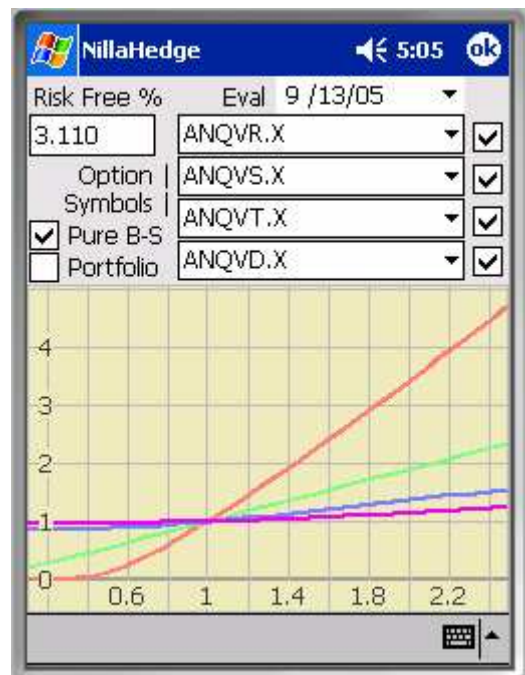 NillaHedge 5:05 ok
Risk Free % Eval 9 /13/05
3.110 ANQVR.X
Option | ANQVS.X
Symbols |
Pure B-S ANQVT.X
Portfolio ANQVD.X
4
3
2
1
0
0.6 1 1.4 1.8 2.2